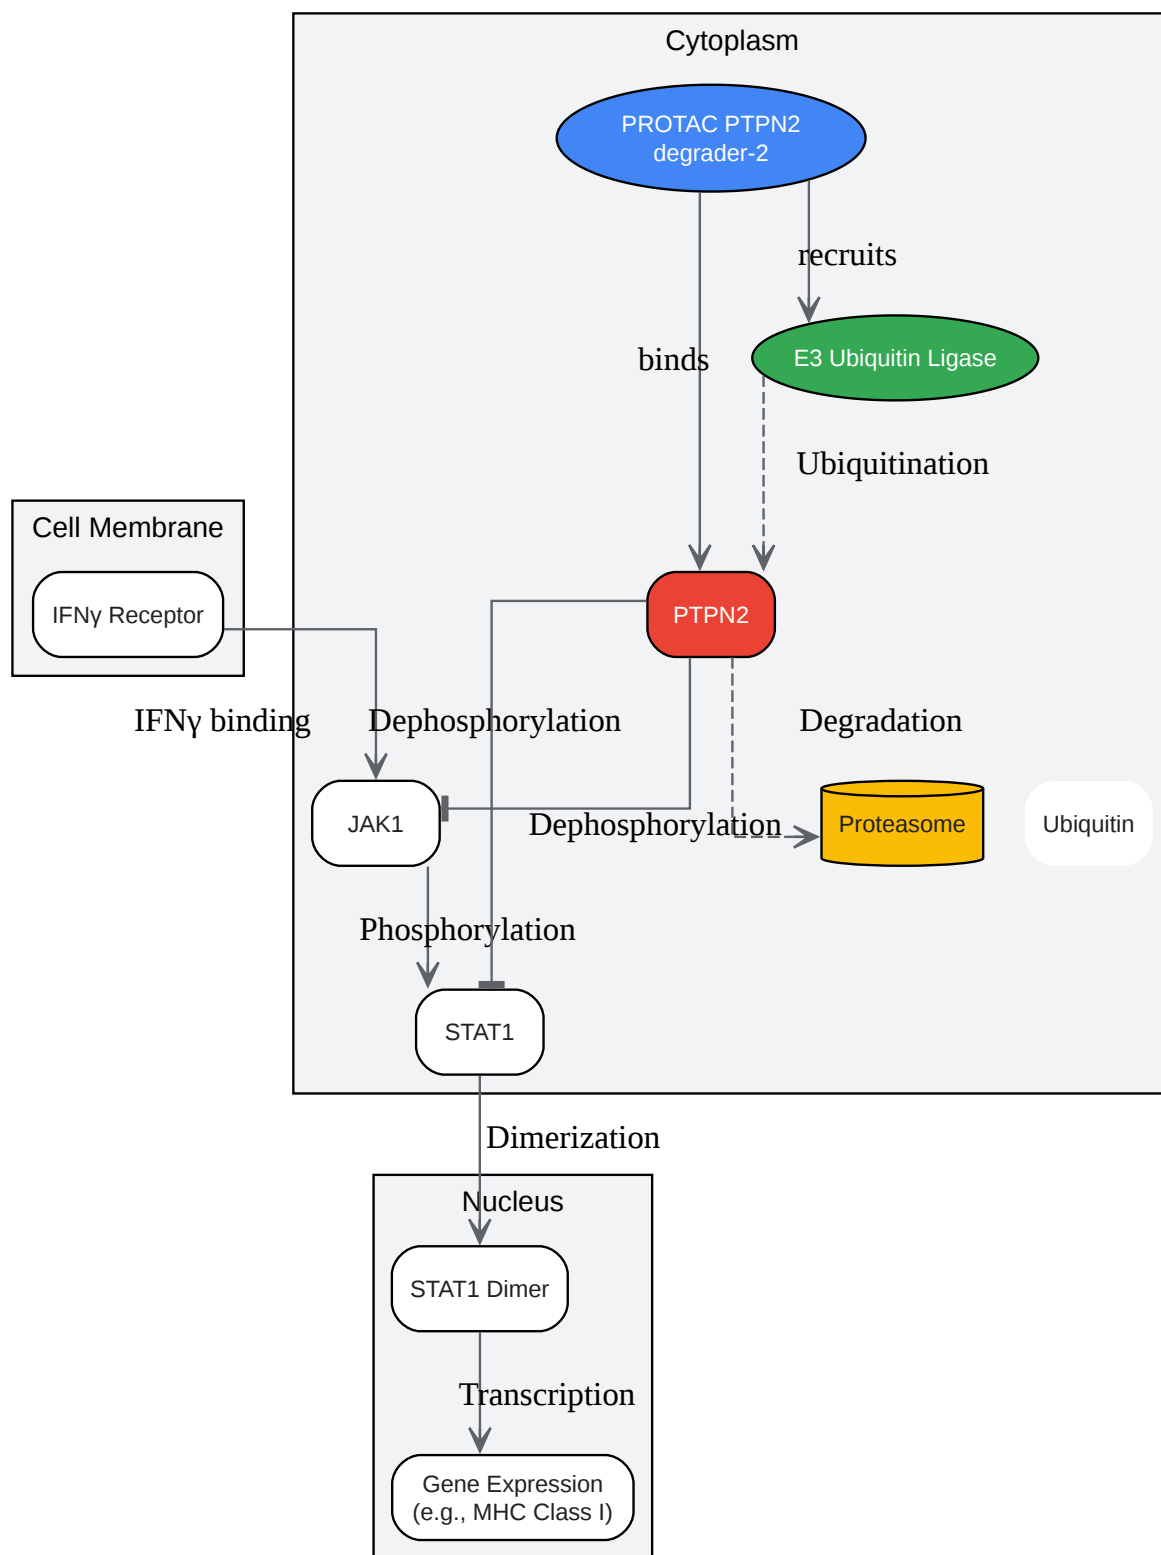 Cytoplasm
PROTAC PTPN2
degrader-2
recruits
binds
E3 Ubiquitin Ligase
Ubiquitination
Cell Membrane
IFNγ Receptor
PTPN2
IFNγ binding
Dephosphorylation
Degradation
JAK1
Dephosphorylation
Proteasome
Ubiquitin
Phosphorylation
STAT1
Dimerization
Nucleus
STAT1 Dimer
Transcription
Gene Expression
(e.g., MHC Class I)